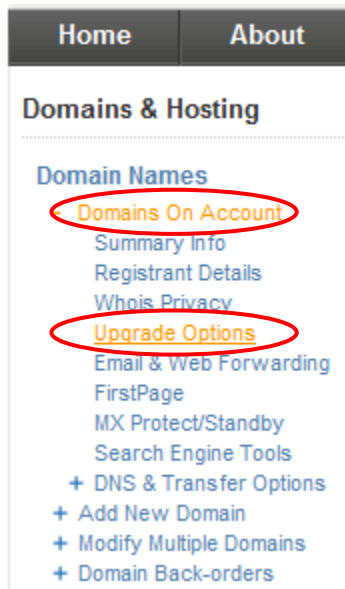 Home About
Domains & Hosting
Domain Names
- Domains On Account
Summary Info
Registrant Details
Whois Privacy
Upgrade Options
Email & Web Forwarding
FirstPage
MX Protect/Standby
Search Engine Tools
+ DNS & Transfer Options
+ Add New Domain
+ Modify Multiple Domains
+ Domain Back-orders